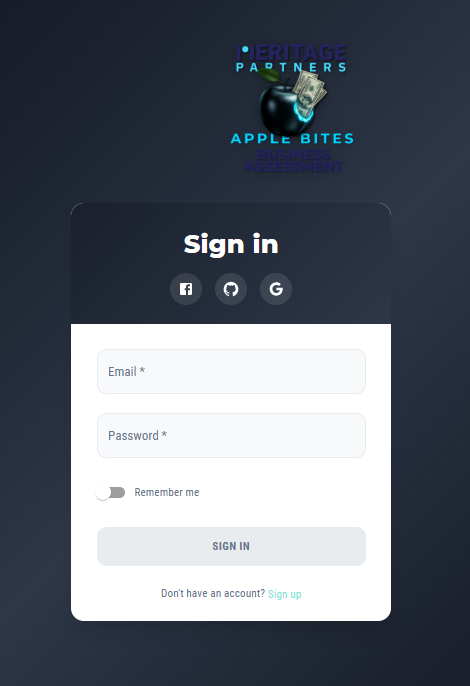 MERITAGE
PARTNERS
APPLE BITES
BUSINESS
ASSESSMENT
Sign in
Email *
Password *
Remember me
SIGN IN
Don't have an account? Sign up